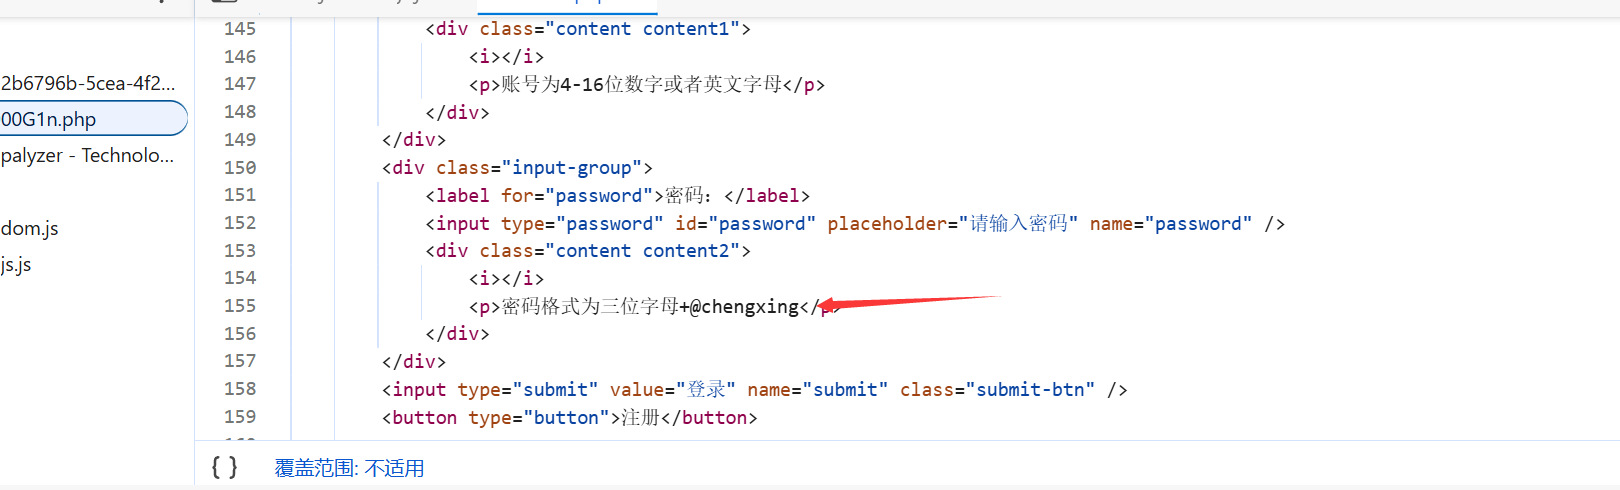 2b6796b-5cea-4f2...
00G1n.php
palyzer - Technolo...
dom.js
js.js
145 <div class="content content1">
146 <i></i>
147 <p>账号为4-16位数字或者英文字母</p>
148 </div>
149 </div>
150 <div class="input-group">
151 <label for="password">密码：</label>
152 <input type="password" id="password" placeholder="请输入密码" name="password" />
153 <div class="content content2">
154 <i></i>
155 <p>密码格式为三位字母+@chengxing</p>
156 </div>
157 </div>
158 <input type="submit" value="登录" name="submit" class="submit-btn" />
159 <button type="button">注册</button>
{ } 覆盖范围: 不适用